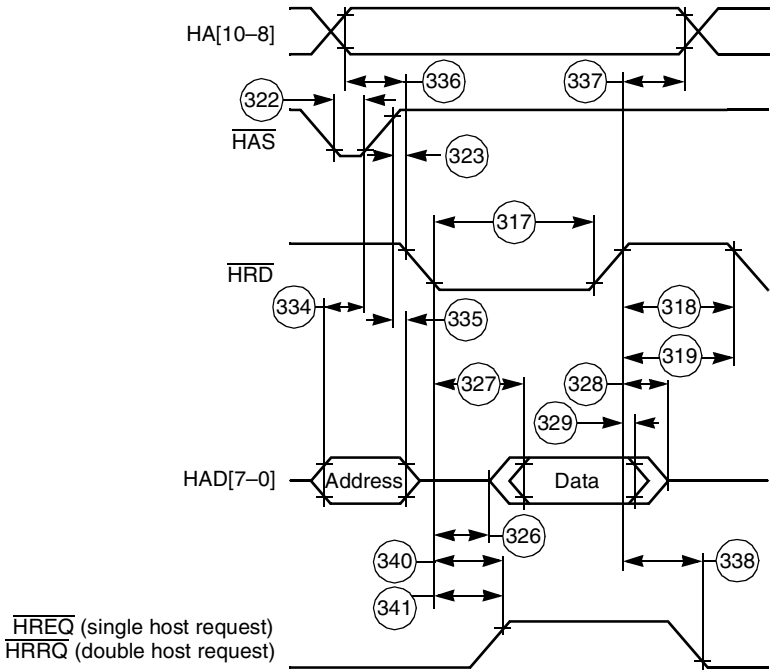 HA[10–8]
336
337
322
HAS
323
317
HRD
334
335
318
319
327
328
329
HAD[7–0]
Address
Data
326
340
338
341
HREQ (single host request)
HRRQ (double host request)